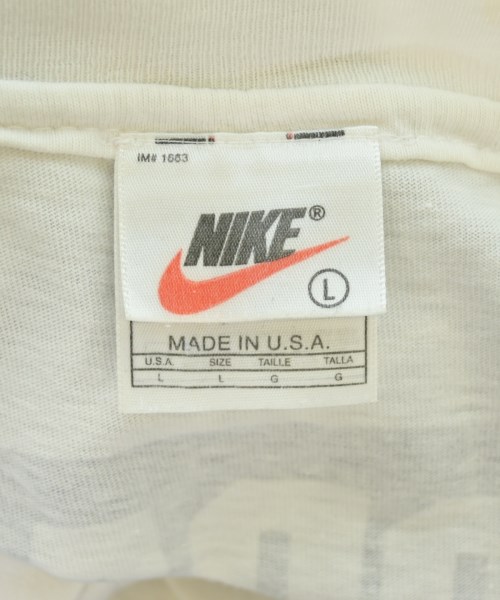 IM# 1663
NIKE®
L
MADE IN U.S.A.
U.S.A. SIZE TAILLE TALLA
L L G G